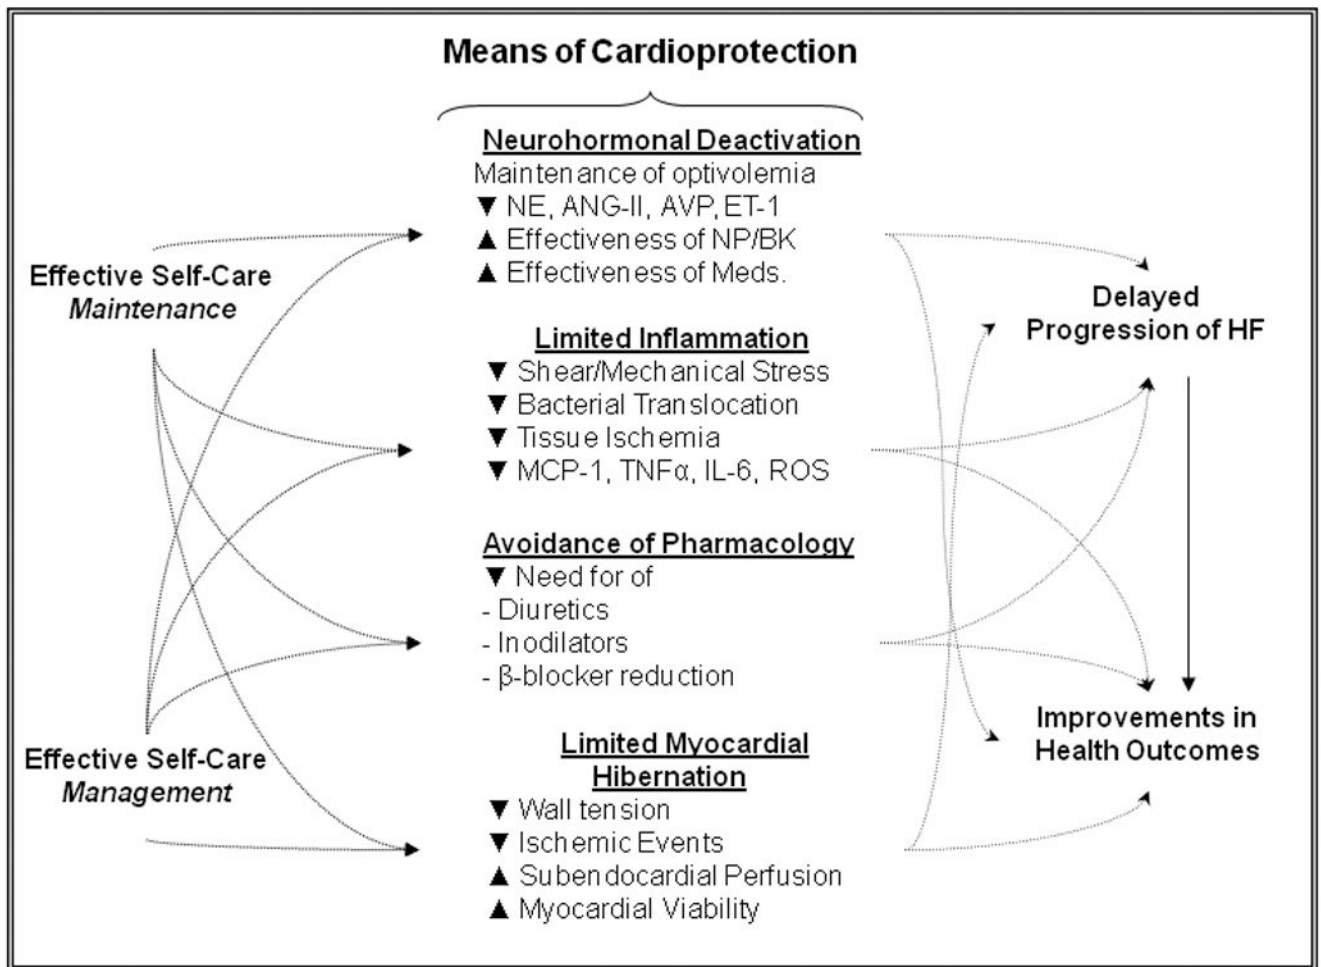 Means of Cardioprotection
Neurohormonal Deactivation
Maintenance of optivolemia
▼ NE, ANG-II, AVP, ET-1
▲ Effectiveness of NP/BK
▲ Effectiveness of Meds.
Effective Self-Care
Maintenance
Limited Inflammation
▼ Shear/Mechanical Stress
▼ Bacterial Translocation
▼ Tissue Ischemia
▼ MCP-1, TNFα, IL-6, ROS
Avoidance of Pharmacology
▼ Need for of
- Diuretics
- Inodilators
- β-blocker reduction
Effective Self-Care
Management
Limited Myocardial
Hibernation
▼ Wall tension
▼ Ischemic Events
▲ Subendocardial Perfusion
▲ Myocardial Viability
Delayed
Progression of HF
Improvements in
Health Outcomes